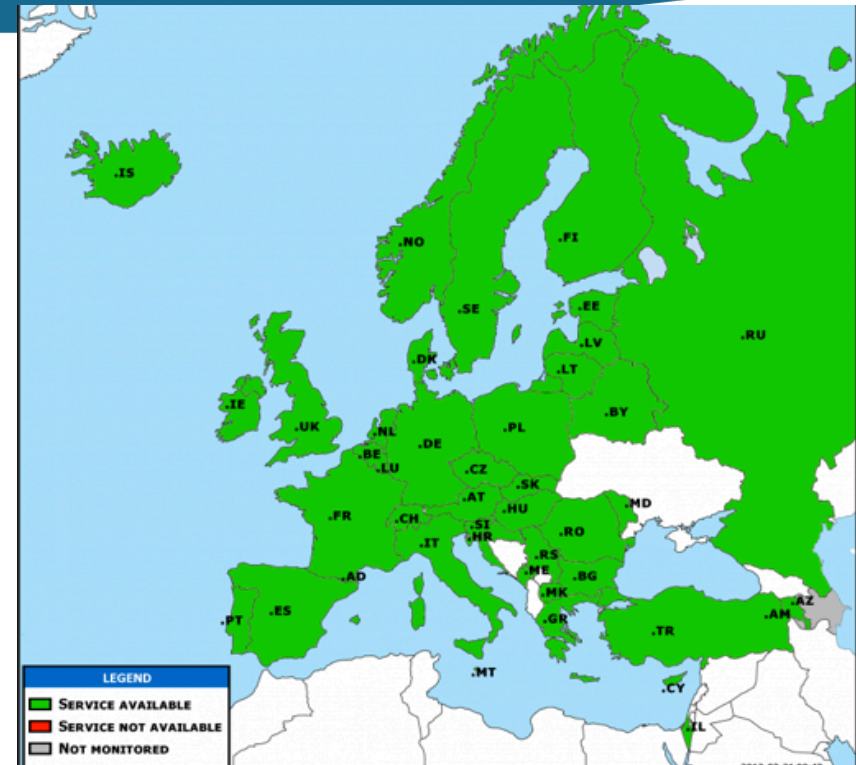 .IS
.NO
.FI
.SE
.EE
.RU
.LV
.DK
.LT
.IE
.BY
.UK
.NL
.PL
.DE
.BE
.LU
.CZ
.SK
.AT
.MD
.HU
.FR
.CH
.SI
.RO
.HR
.IT
.RS
.ME
.AD
.BG
.MK
.AZ
.ES
.AM
.PT
.GR
.TR
.MT
.CY
.IL
LEGEND
SERVICE AVAILABLE
SERVICE NOT AVAILABLE
NOT MONITORED